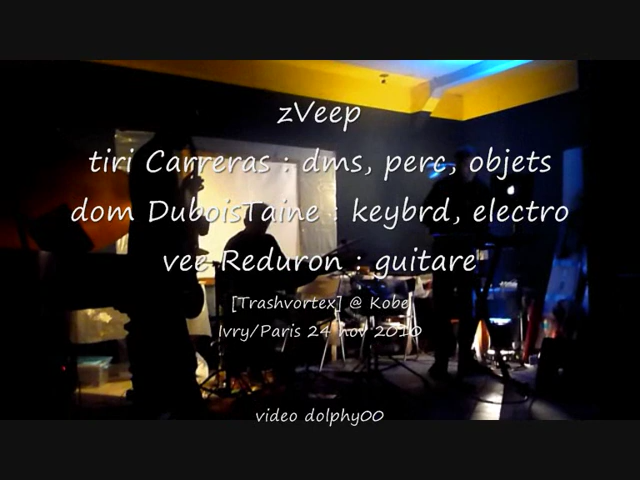 zVeep
tiri Carreras : dms, perc, objets
dom DuboisTaine : keybrd, electro
vee Reduron : guitare
[Trashvortex] @ Kobe
Ivry/Paris 24 nov 2010
video dolphy00